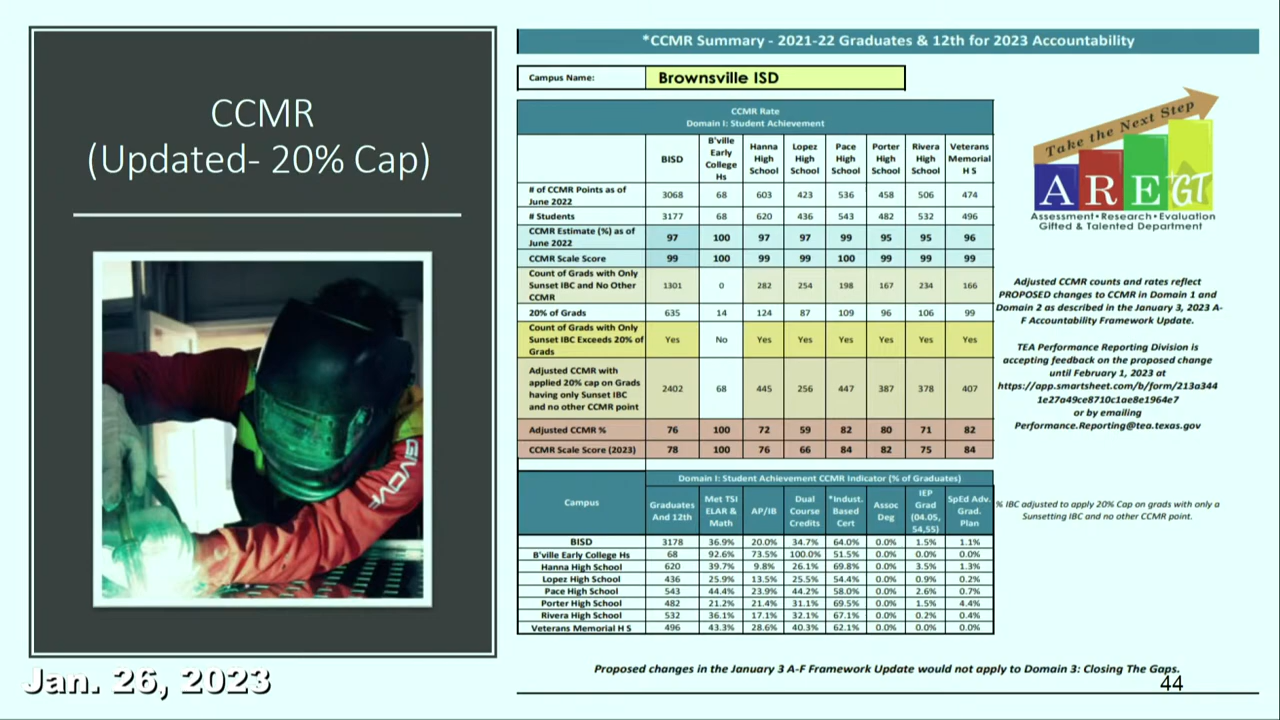 CCMR
(Updated- 20% Cap)
Jan. 26, 2023
*CCMR Summary - 2021-22 Graduates & 12th for 2023 Accountability
Campus Name: Brownsville ISD
CCMR Rate
Domain I: Student Achievement
BISD B'ville Early College Hs Hanna High School Lopez High School Pace High School Porter High School Rivera High School Veterans Memorial H S
# of CCMR Points as of June 2022 3068 68 603 423 536 458 506 474
# Students 3177 68 620 436 543 482 532 496
CCMR Estimate (%) as of June 2022 97 100 97 97 99 95 95 96
CCMR Scale Score 99 100 99 99 100 99 99 99
Count of Grads with Only Sunset IBC and No Other CCMR 1301 0 282 254 198 167 234 166
20% of Grads 635 14 124 87 109 96 106 99
Count of Grads with Only Sunset IBC Exceeds 20% of Grads Yes No Yes Yes Yes Yes Yes Yes
Adjusted CCMR with applied 20% cap on Grads having only Sunset IBC and no other CCMR point 2402 68 445 256 447 387 378 407
Adjusted CCMR % 76 100 72 59 82 80 71 82
CCMR Scale Score (2023) 78 100 76 66 84 82 75 84
Domain I: Student Achievement CCMR Indicator (% of Graduates)
Campus Graduates And 12th Met TSI ELAR & Math AP/IB Dual Course Credits *Indust. Based Cert Assoc Deg IEP Grad (04.05, 54,55) SpEd Adv. Grad. Plan
BISD 3178 36.9% 20.0% 34.7% 64.0% 0.0% 1.5% 1.1%
B'ville Early College Hs 68 92.6% 73.5% 100.0% 51.5% 0.0% 0.0% 0.0%
Hanna High School 620 39.7% 9.8% 26.1% 69.8% 0.0% 3.5% 1.3%
Lopez High School 436 25.9% 13.5% 25.5% 54.4% 0.0% 0.9% 0.2%
Pace High School 543 44.4% 23.9% 44.2% 58.0% 0.0% 2.6% 0.7%
Porter High School 482 21.2% 21.4% 31.1% 69.5% 0.0% 1.5% 4.4%
Rivera High School 532 36.1% 17.1% 32.1% 67.1% 0.0% 0.2% 0.4%
Veterans Memorial H S 496 43.3% 28.6% 40.3% 62.1% 0.0% 0.0% 0.0%
Take the Next Step
AREGT
Assessment•Research•Evaluation
Gifted & Talented Department
Adjusted CCMR counts and rates reflect
PROPOSED changes to CCMR in Domain 1 and
Domain 2 as described in the January 3, 2023 A-
F Accountability Framework Update.
TEA Performance Reporting Division is
accepting feedback on the proposed change
until February 1, 2023 at
https://app.smartsheet.com/b/form/213a344
1e27a49ce8710c1ae8e1964e7
or by emailing
Performance.Reporting@tea.texas.gov
% IBC adjusted to apply 20% Cap on grads with only a
Sunsetting IBC and no other CCMR point.
Proposed changes in the January 3 A-F Framework Update would not apply to Domain 3: Closing The Gaps.
44